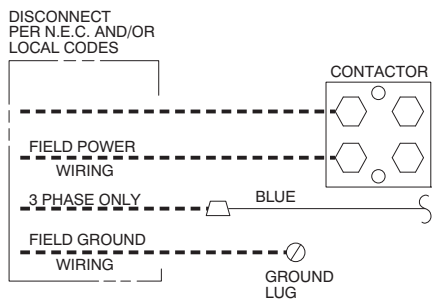 DISCONNECT
PER N.E.C. AND/OR
LOCAL CODES
CONTACTOR
FIELD POWER
WIRING
3 PHASE ONLY
BLUE
FIELD GROUND
WIRING
GROUND
LUG